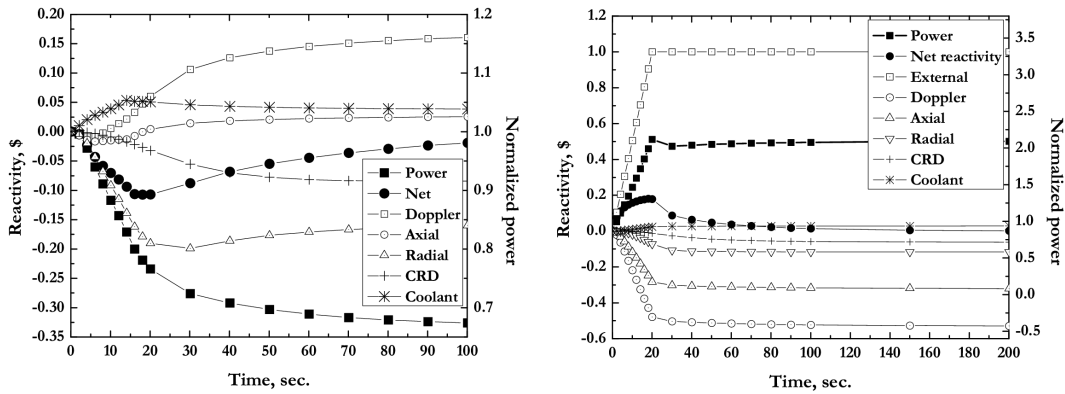 0.20
0.15
0.10
0.05
0.00
-0.05
-0.10
-0.15
-0.20
-0.25
-0.30
-0.35
Reactivity, $
0 10 20 30 40 50 60 70 80 90 100
Time, sec.
1.2
1.1
1.0
0.9
0.8
0.7
Normalized power
Power
Net
Doppler
Axial
Radial
CRD
Coolant
1.2
1.0
0.8
0.6
0.4
0.2
0.0
-0.2
-0.4
-0.6
Reactivity, $
0 20 40 60 80 100 120 140 160 180 200
Time, sec.
3.5
3.0
2.5
2.0
1.5
1.0
0.5
0.0
-0.5
Normalized power
Power
Net reactivity
External
Doppler
Axial
Radial
CRD
Coolant